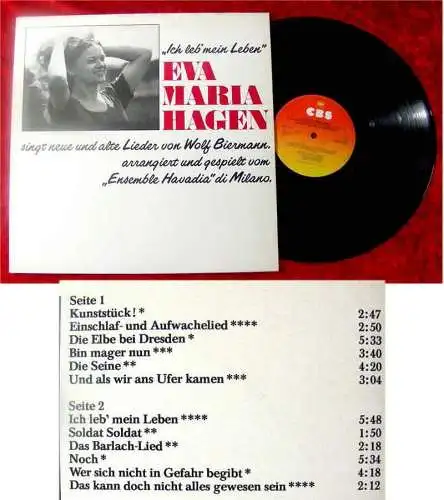 „Ich leb' mein Leben"
EVA
MARIA
HAGEN
singt neue und alte Lieder von Wolf Biermann.
arrangiert und gespielt vom
„Ensemble Havadia" di Milano.
CBS
Seite 1
Kunststück! * 2:47
Einschlaf- und Aufwachelied **** 2:50
Die Elbe bei Dresden * 5:33
Bin mager nun *** 3:40
Die Seine ** 4:20
Und als wir ans Ufer kamen *** 3:04
Seite 2
Ich leb' mein Leben **** 5:48
Soldat Soldat ** 1:50
Das Barlach-Lied ** 2:18
Noch * 5:34
Wer sich nicht in Gefahr begibt * 4:18
Das kann doch nicht alles gewesen sein **** 2:12